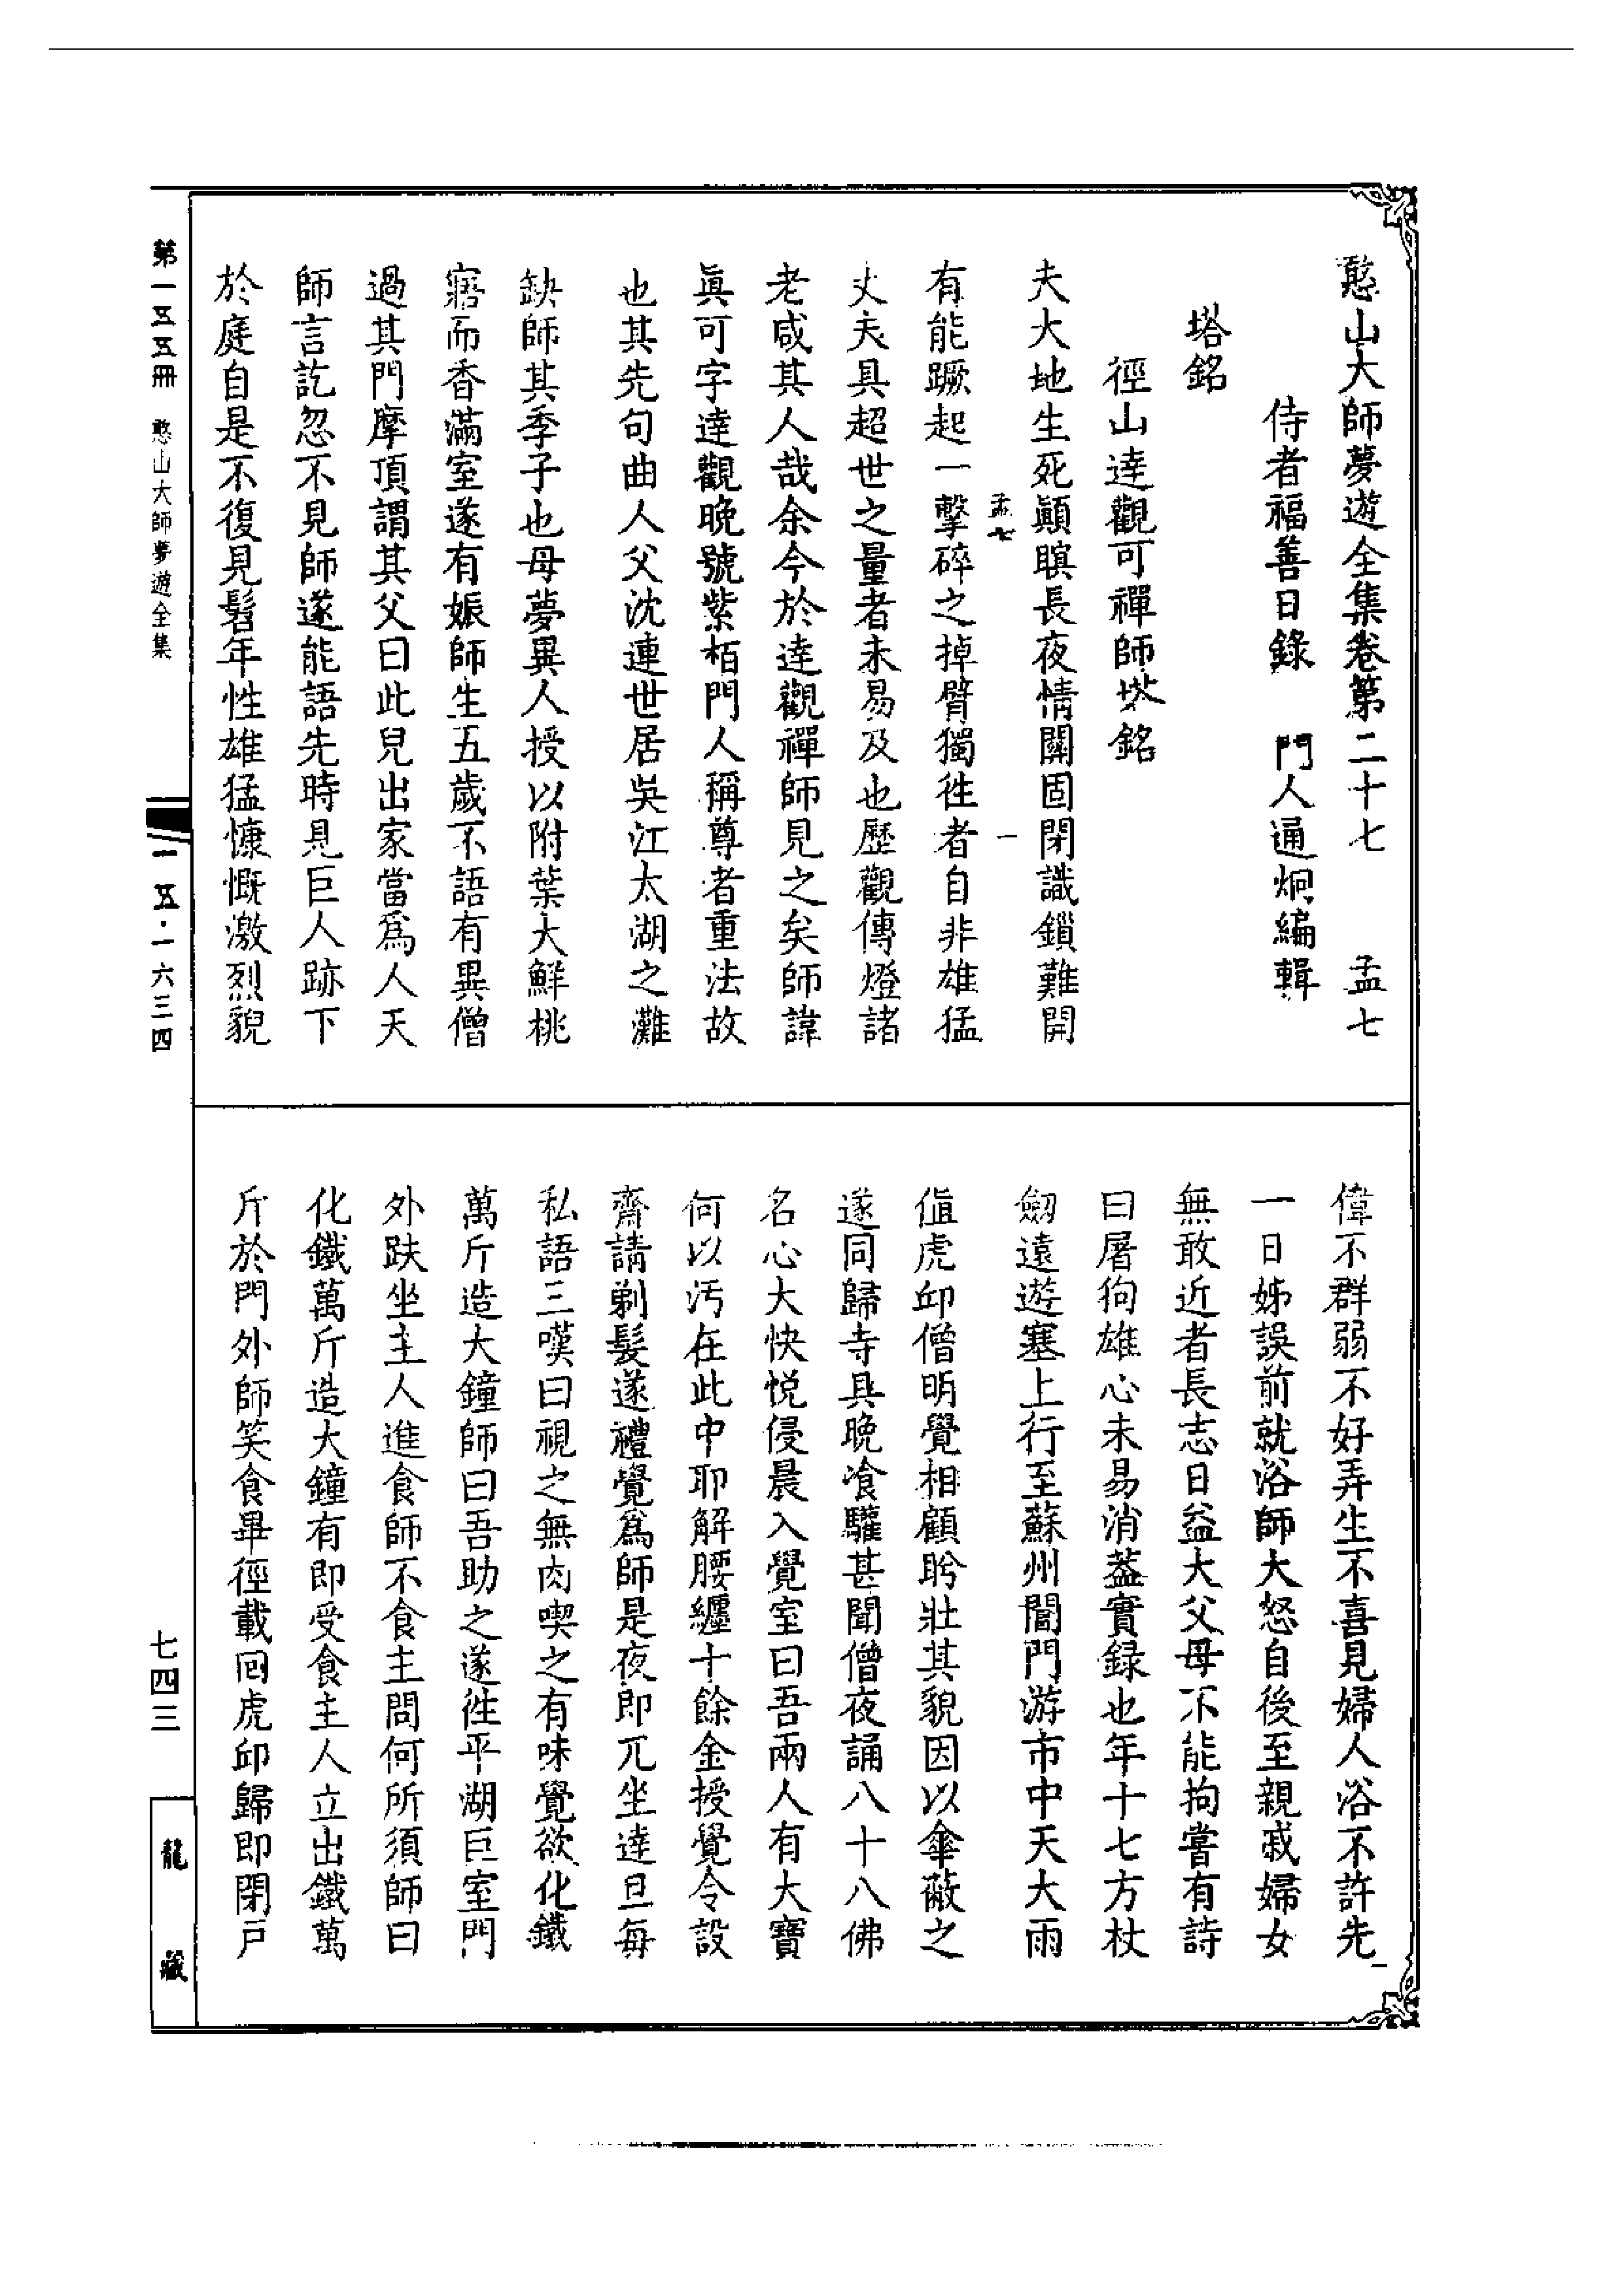 憨山大師夢遊全集卷第二十七　孟七
侍者福善日錄　門人通炯編輯
塔銘
徑山達觀可禪師塔銘
夫大地生死顚瞑長夜情關固閉識鎖難開
孟七　一
有能蹶起一擊碎之掉臂獨往者自非雄猛
丈夫具超世之量者未易及也歷觀傳燈諸
老咸其人哉余今於達觀禪師見之矣師諱
眞可字達觀晚號紫栢門人稱尊者重法故
也其先句曲人父沈連世居吳江太湖之灘
缺師其季子也母夢異人授以附葉大鮮桃
寤而香滿室遂有娠師生五歲不語有異僧
過其門摩頂謂其父曰此兒出家當爲人天
師言訖忽不見師遂能語先時見巨人跡下
於庭自是不復見髫年性雄猛慷慨激烈貌
偉不群弱不好弄生不喜見婦人浴不許先
一日姊誤前就浴師大怒自後至親戚婦女
無敢近者長志日益大父母不能拘嘗有詩
曰屠狗雄心未易消葢實録也年十七方杖
劒遠遊塞上行至蘇州閶門游市中天大雨
値虎邱僧明覺相顧盻壯其貌因以傘蔽之
遂同歸寺具晚飡驩甚聞僧夜誦八十八佛
名心大快悅侵晨入覺室曰吾兩人有大寶
何以汚在此中耶解腰纏十餘金授覺令設
齋請剃髮遂禮覺爲師是夜即兀坐達旦每
私語三嘆曰視之無肉喫之有味覺欲化鐵
萬斤造大鐘師曰吾助之遂往平湖巨室門
外趺坐主人進食師不食主問何所須師曰
化鐵萬斤造大鐘有即受食主人立出鐵萬
斤於門外師笑食畢徑載回虎邱歸即閉戸
第一五五冊　憨山大師夢遊全集
一五·一六三四
七四三
龍藏